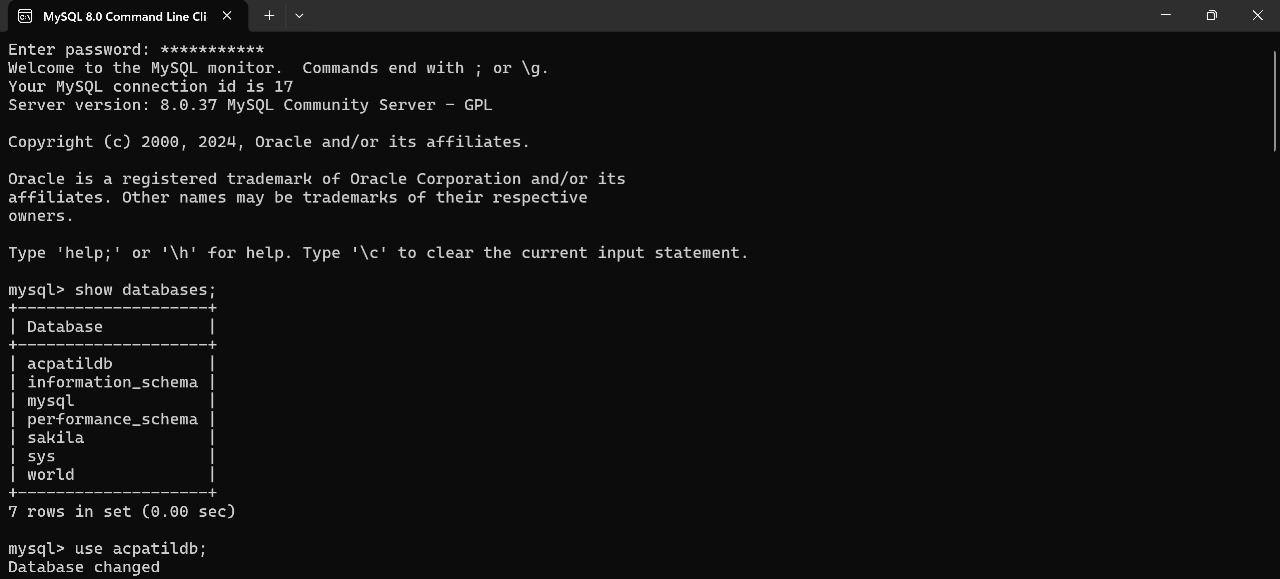 MySQL 8.0 Command Line Cli
Enter password: ***********
Welcome to the MySQL monitor.  Commands end with ; or \g.
Your MySQL connection id is 17
Server version: 8.0.37 MySQL Community Server - GPL

Copyright (c) 2000, 2024, Oracle and/or its affiliates.

Oracle is a registered trademark of Oracle Corporation and/or its
affiliates. Other names may be trademarks of their respective
owners.

Type 'help;' or '\h' for help. Type '\c' to clear the current input statement.

mysql> show databases;
+--------------------+
| Database           |
+--------------------+
| acpatildb          |
| information_schema |
| mysql              |
| performance_schema |
| sakila             |
| sys                |
| world              |
+--------------------+
7 rows in set (0.00 sec)

mysql> use acpatildb;
Database changed